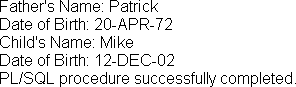 Father's Name: Patrick
Date of Birth: 20-APR-72
Child's Name: Mike
Date of Birth: 12-DEC-02
PL/SQL procedure successfully completed.